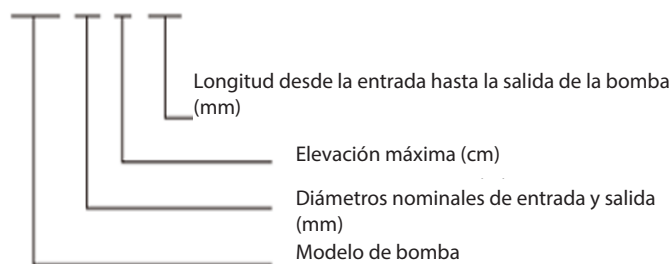 Longitud desde la entrada hasta la salida de la bomba
(mm)
Elevación máxima (cm)
Diámetros nominales de entrada y salida
(mm)
Modelo de bomba